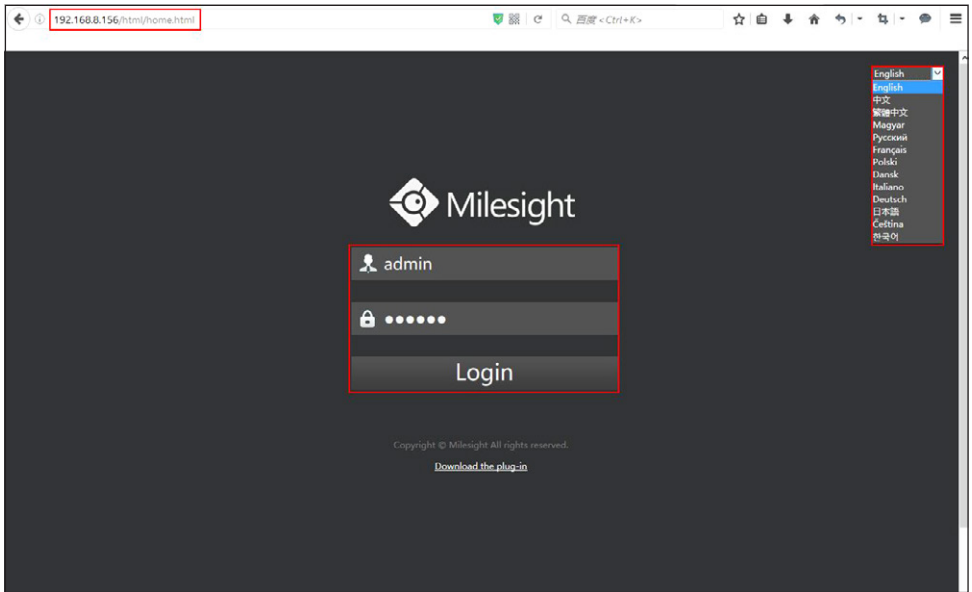 192.168.8.156/html/home.html
百度 <Ctrl+K>
English
English
中文
繁體中文
Magyar
Русский
Français
Polski
Dansk
Italiano
Deutsch
日本語
Čeština
한국어
Milesight
admin
Login
Copyright © Milesight All rights reserved.
Download the plug-in